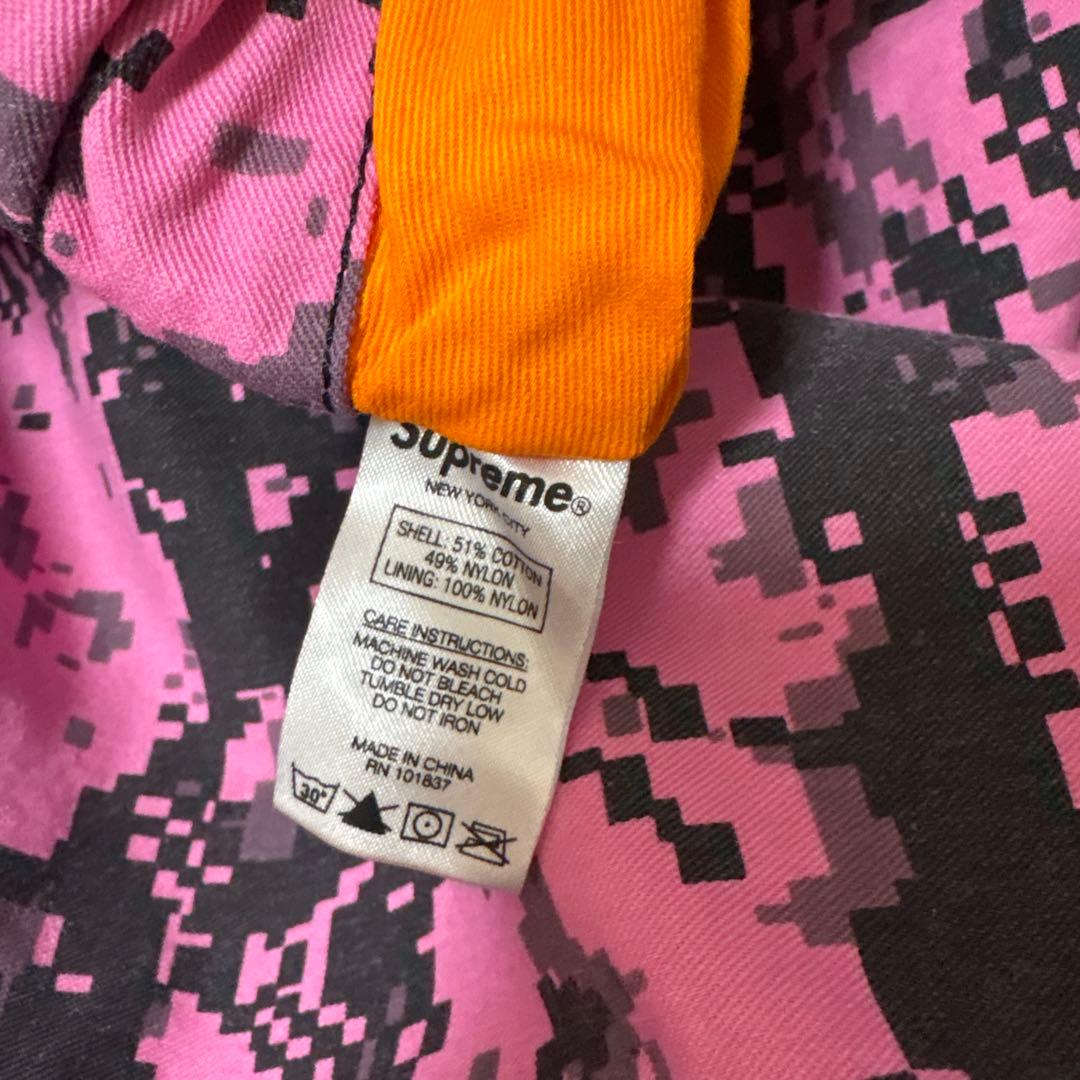 Supreme®
NEW YORK CITY
SHELL: 51% COTTON
49% NYLON
LINING: 100% NYLON
CARE INSTRUCTIONS:
MACHINE WASH COLD
DO NOT BLEACH
TUMBLE DRY LOW
DO NOT IRON
MADE IN CHINA
RN 101837
30°